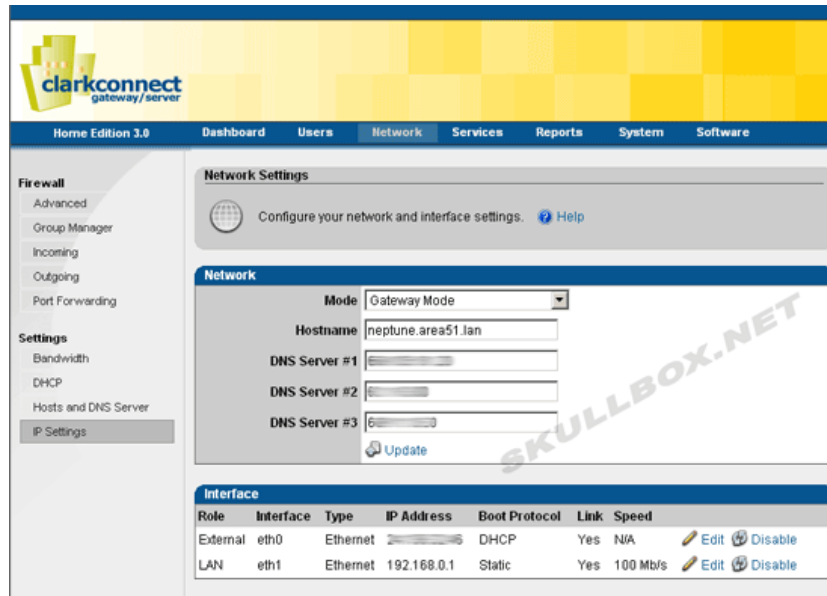 clarkconnect
gateway/server
Home Edition 3.0 Dashboard Users Network Services Reports System Software
Firewall
Advanced
Group Manager
Incoming
Outgoing
Port Forwarding
Settings
Bandwidth
DHCP
Hosts and DNS Server
IP Settings
Network Settings
Configure your network and interface settings. Help
Network
Mode Gateway Mode
Hostname neptune.area51.lan
DNS Server #1
DNS Server #2
DNS Server #3
Update
SKULLBOX.NET
Interface
Role Interface Type IP Address Boot Protocol Link Speed
External eth0 Ethernet DHCP Yes N/A Edit Disable
LAN eth1 Ethernet 192.168.0.1 Static Yes 100 Mb/s Edit Disable